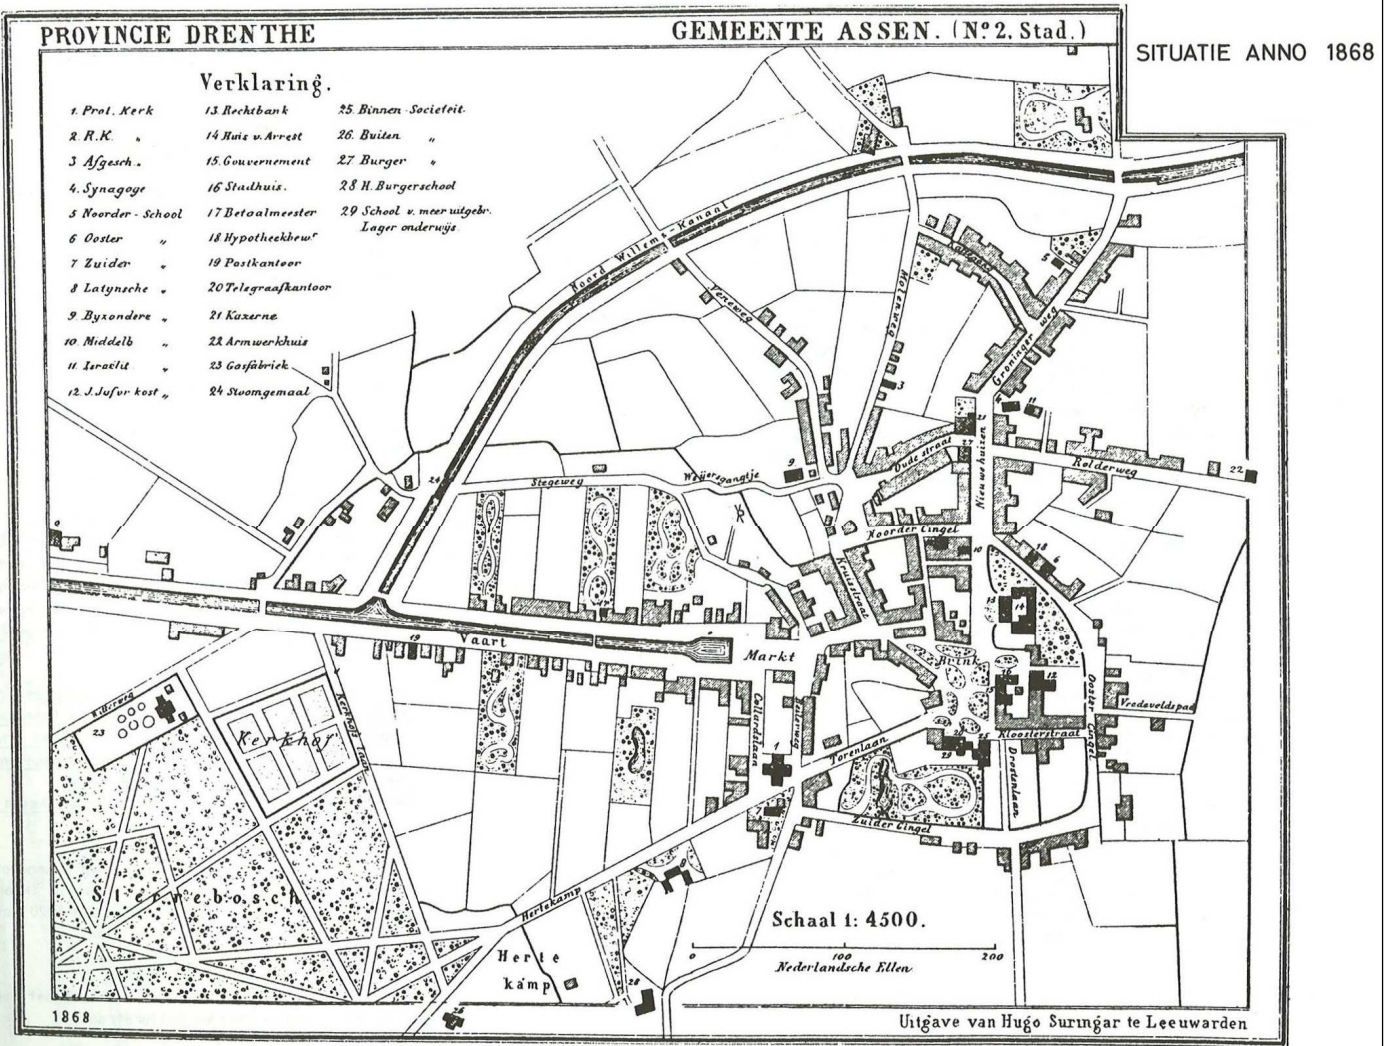 PROVINCIE DRENTHE
GEMEENTE ASSEN. (Nº 2. Stad.)
SITUATIE ANNO 1868
Verklaring.
1. Prot. Kerk
2. R.K. „
3 Afgesch. „
4. Synagoge
5 Noorder-School
6 Ooster „
7 Zuider „
8 Latynsche „
9 Byzondere „
10 Middelb „
11 Israëlit „
12 J. Jufvr kost „
13 Rechtbank
14 Huis v. Arrest
15. Gouvernement
16 Stadhuis.
17 Betaalmeester
18 Hypotheekbewr
19 Postkantoor
20 Telegraafkantoor
21 Kazerne
22 Armwerkhuis
23 Gasfabriek
24 Stoomgemaal
25. Binnen-Societeit.
26. Buiten „
27 Burger „
28 H. Burgerschool
29 School v. meer uitgebr.
Lager onderwijs.
Noord Willems-Kanaal
Veneweg
Molenweg
Groninger weg
Oude straat
Nieuwe huizen
Rolderweg
Stegeweg
Weijersgangtje
Noorder Cingel
Kruisstraat
Vaart
Markt
Brink
Kloosterstraat
Ooster Cingel
Vredeveldspad
Collardslaan
Zuiderweg
Torenlaan
Drostenlaan
Zuider Cingel
Kerkhofs laan
Kerkhof
Sterrebosch
Hertekamp
Herte
kamp
Schaal 1: 4500.
0 100 200
Nederlandsche Ellen
1868
Uitgave van Hugo Suringar te Leeuwarden